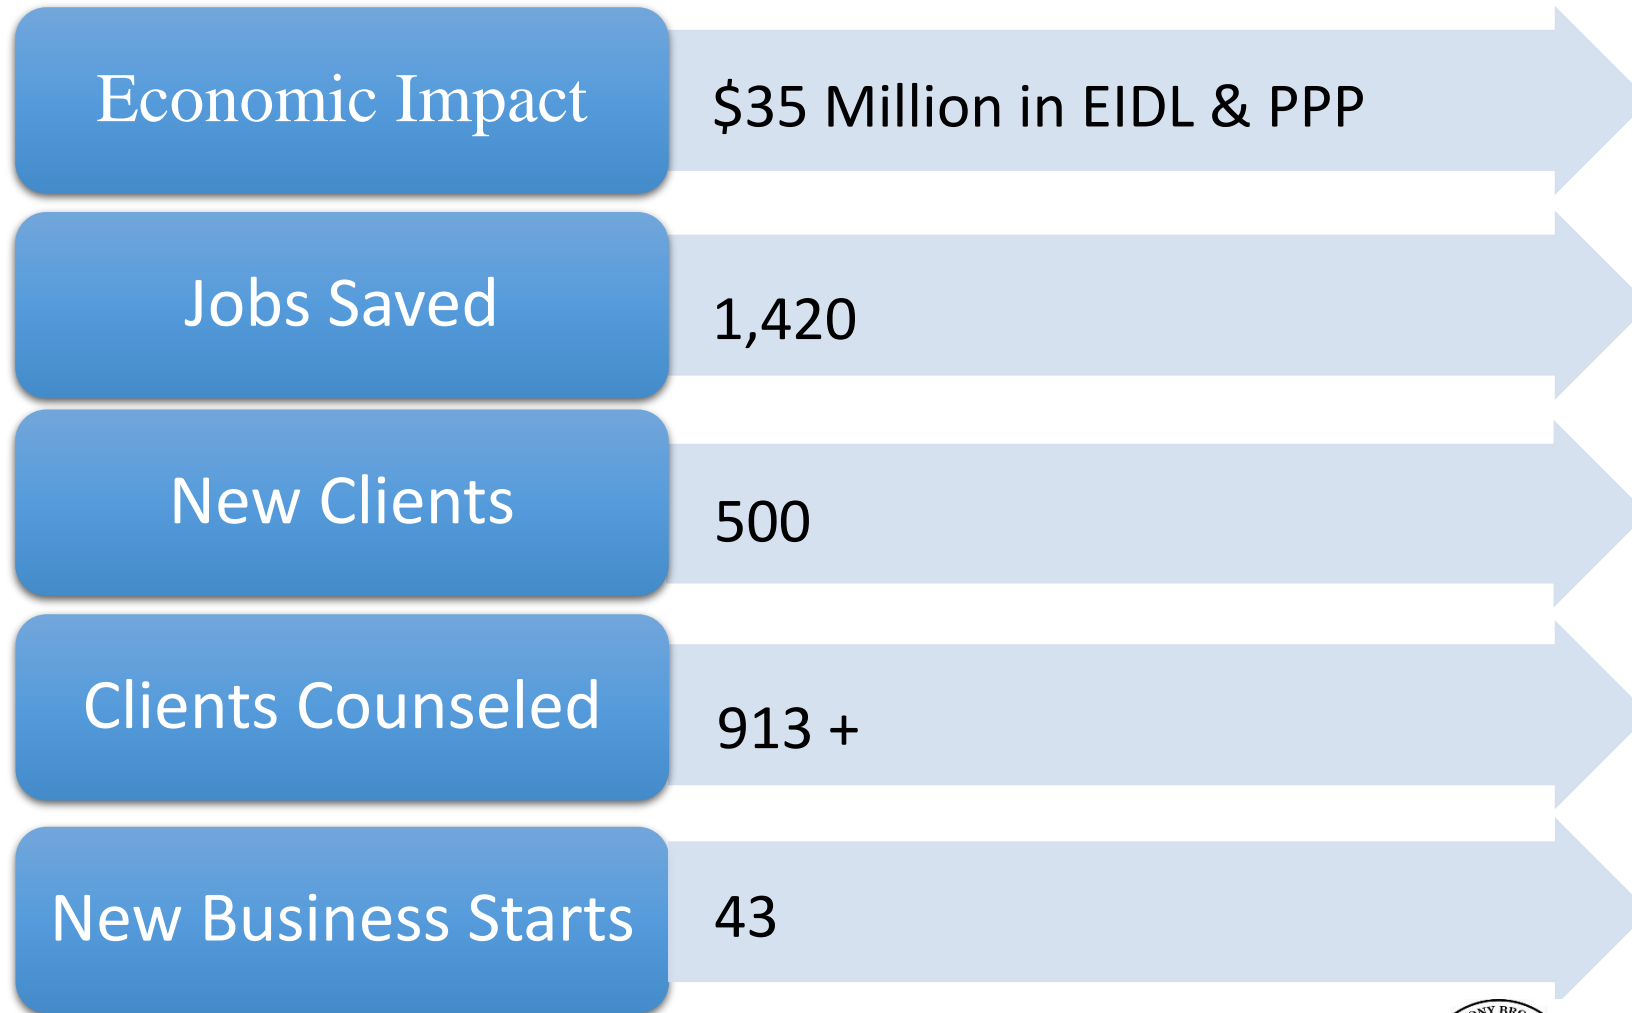 Economic Impact
$35 Million in EIDL & PPP
Jobs Saved
1,420
New Clients
500
Clients Counseled
913 +
New Business Starts
43